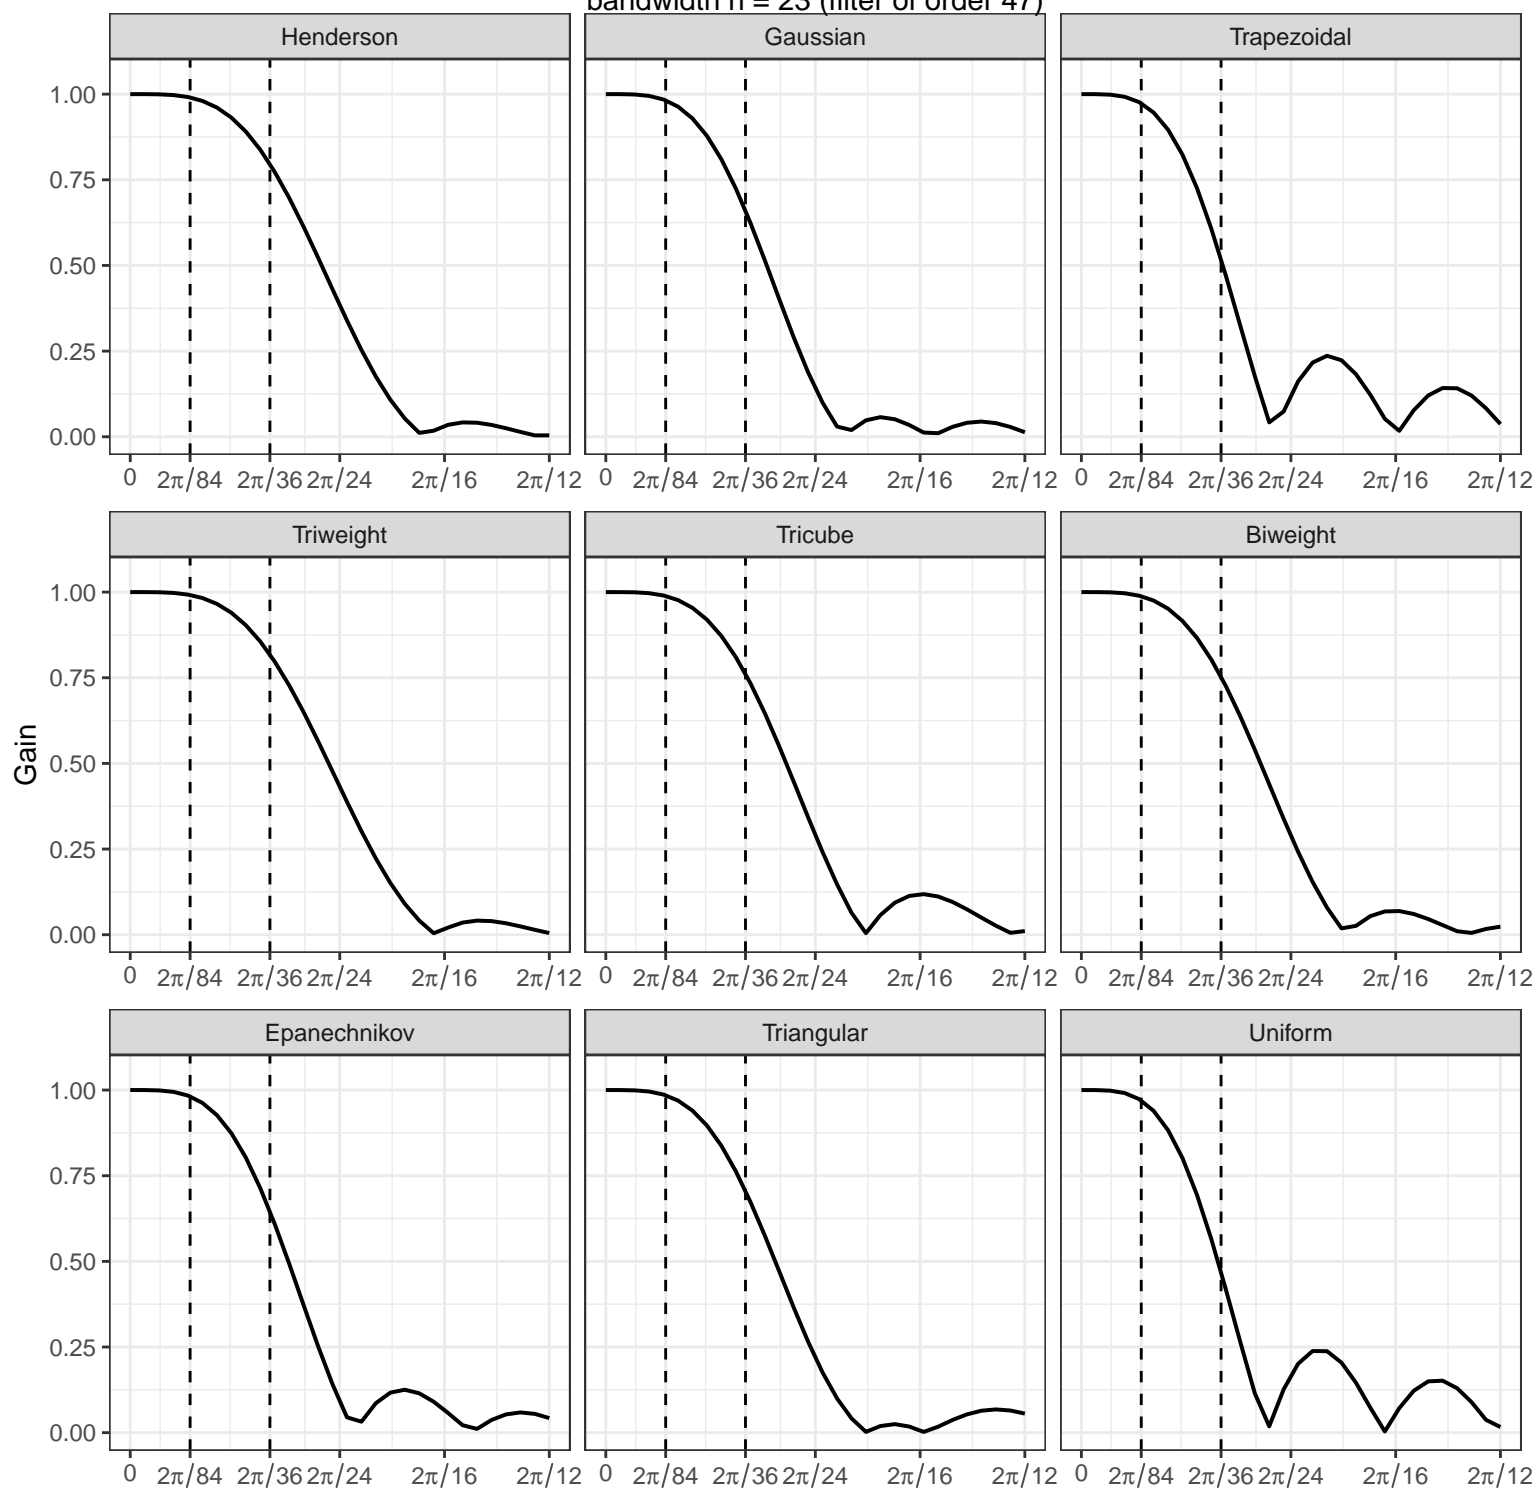 bandwidth h = 23 (filter of order 47)
Henderson Gaussian Trapezoidal
1.00
0.75
0.50
0.25
0.00
0 2π/84 2π/36 2π/24 2π/16 2π/12 0 2π/84 2π/36 2π/24 2π/16 2π/12 0 2π/84 2π/36 2π/24 2π/16 2π/12
Triweight Tricube Biweight
1.00
0.75
Gain
0.50
0.25
0.00
0 2π/84 2π/36 2π/24 2π/16 2π/12 0 2π/84 2π/36 2π/24 2π/16 2π/12 0 2π/84 2π/36 2π/24 2π/16 2π/12
Epanechnikov Triangular Uniform
1.00
0.75
0.50
0.25
0.00
0 2π/84 2π/36 2π/24 2π/16 2π/12 0 2π/84 2π/36 2π/24 2π/16 2π/12 0 2π/84 2π/36 2π/24 2π/16 2π/12